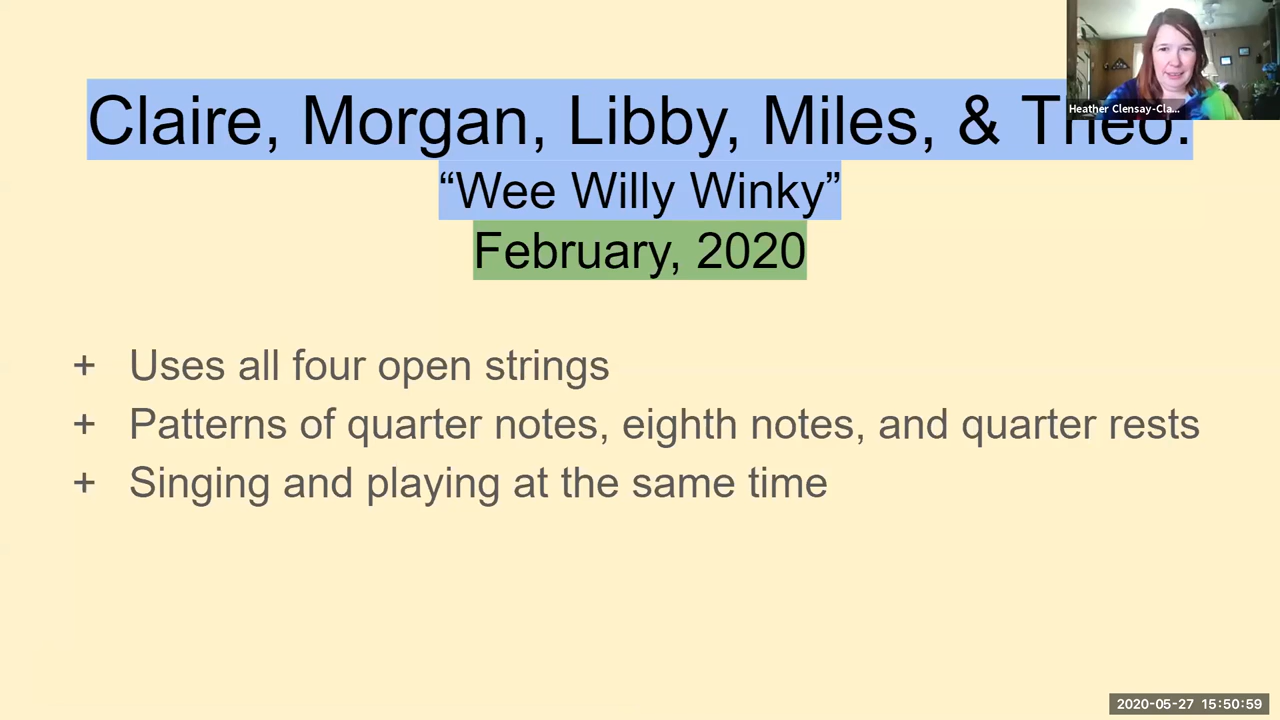 Claire, Morgan, Libby, Miles, & Theo:
“Wee Willy Winky”
February, 2020
+ Uses all four open strings
+ Patterns of quarter notes, eighth notes, and quarter rests
+ Singing and playing at the same time
Heather Clensay-Cla...
2020-05-27 15:50:59